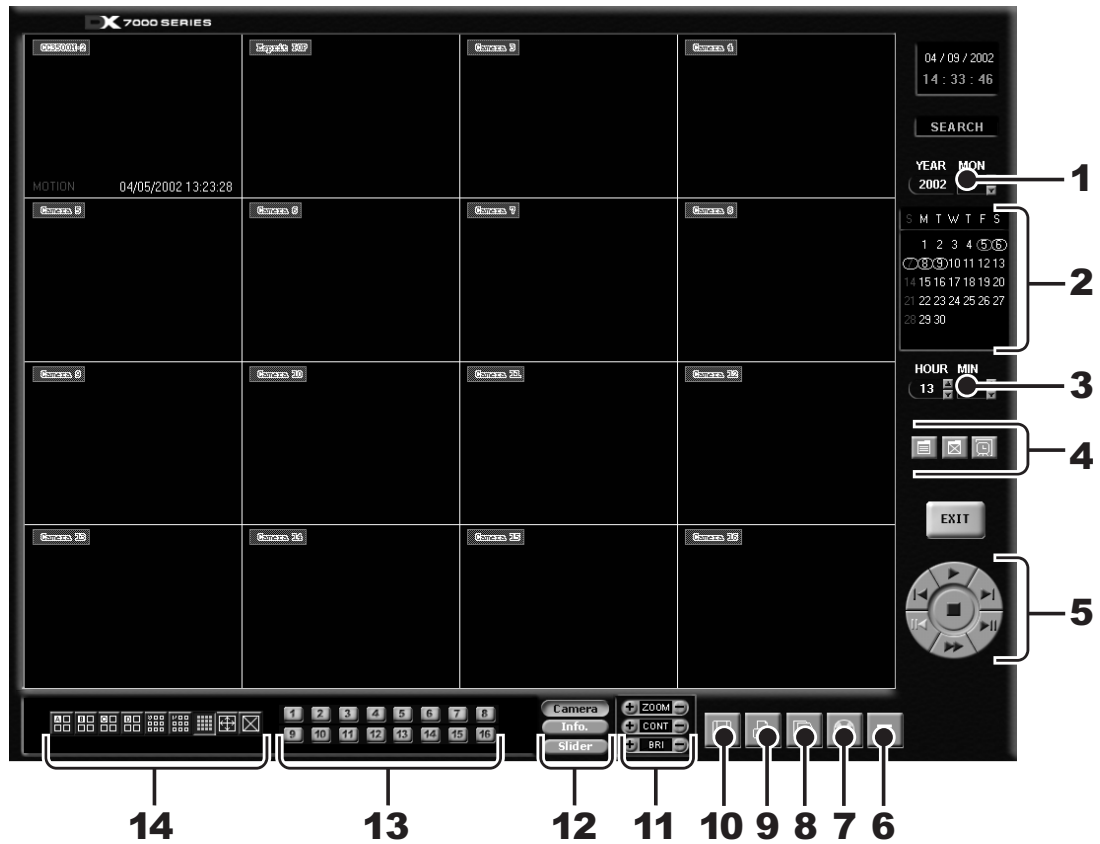 DX 7000 SERIES
CC3500H-2
Esprit IOP
Camera 3
Camera 4
04 / 09 / 2002
14 : 33 : 46
SEARCH
MOTION 04/05/2002 13:23:28
YEAR MON
2002
1
Camera 5
Camera 6
Camera 7
Camera 8
S M T W T F S
1 2 3 4 5 6
7 8 9 10 11 12 13
14 15 16 17 18 19 20
21 22 23 24 25 26 27
28 29 30
2
Camera 9
Camera 10
Camera 11
Camera 12
HOUR MIN
13
3
4
EXIT
Camera 13
Camera 14
Camera 15
Camera 16
5
A B C D
1 2 3 4 5 6 7 8
9 10 11 12 13 14 15 16
Camera
Info.
Slider
+ ZOOM −
+ CONT −
+ BRI −
14 13 12 11 10 9 8 7 6